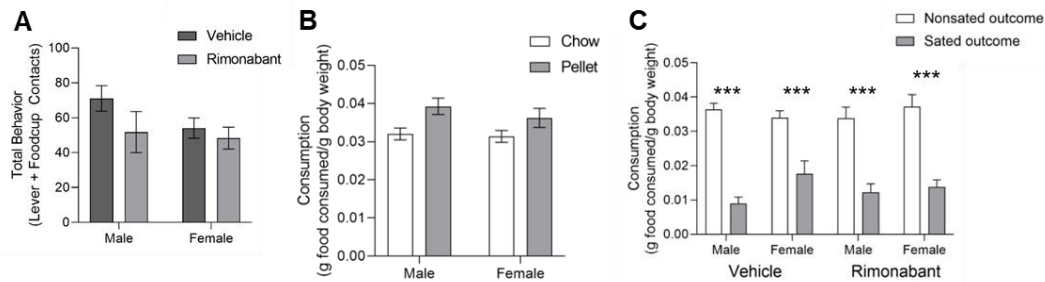 A
Vehicle
Rimonabant
Total Behavior
(Lever + Foodcup Contacts)
100
80
60
40
20
0
Male
Female
B
Chow
Pellet
Consumption
(g food consumed/g body weight)
0.05
0.04
0.03
0.02
0.01
0.00
Male
Female
C
Nonsated outcome
Sated outcome
Consumption
(g food consumed/g body weight)
0.05
0.04
0.03
0.02
0.01
0.00
*** *** *** ***
Male Female Male Female
Vehicle Rimonabant